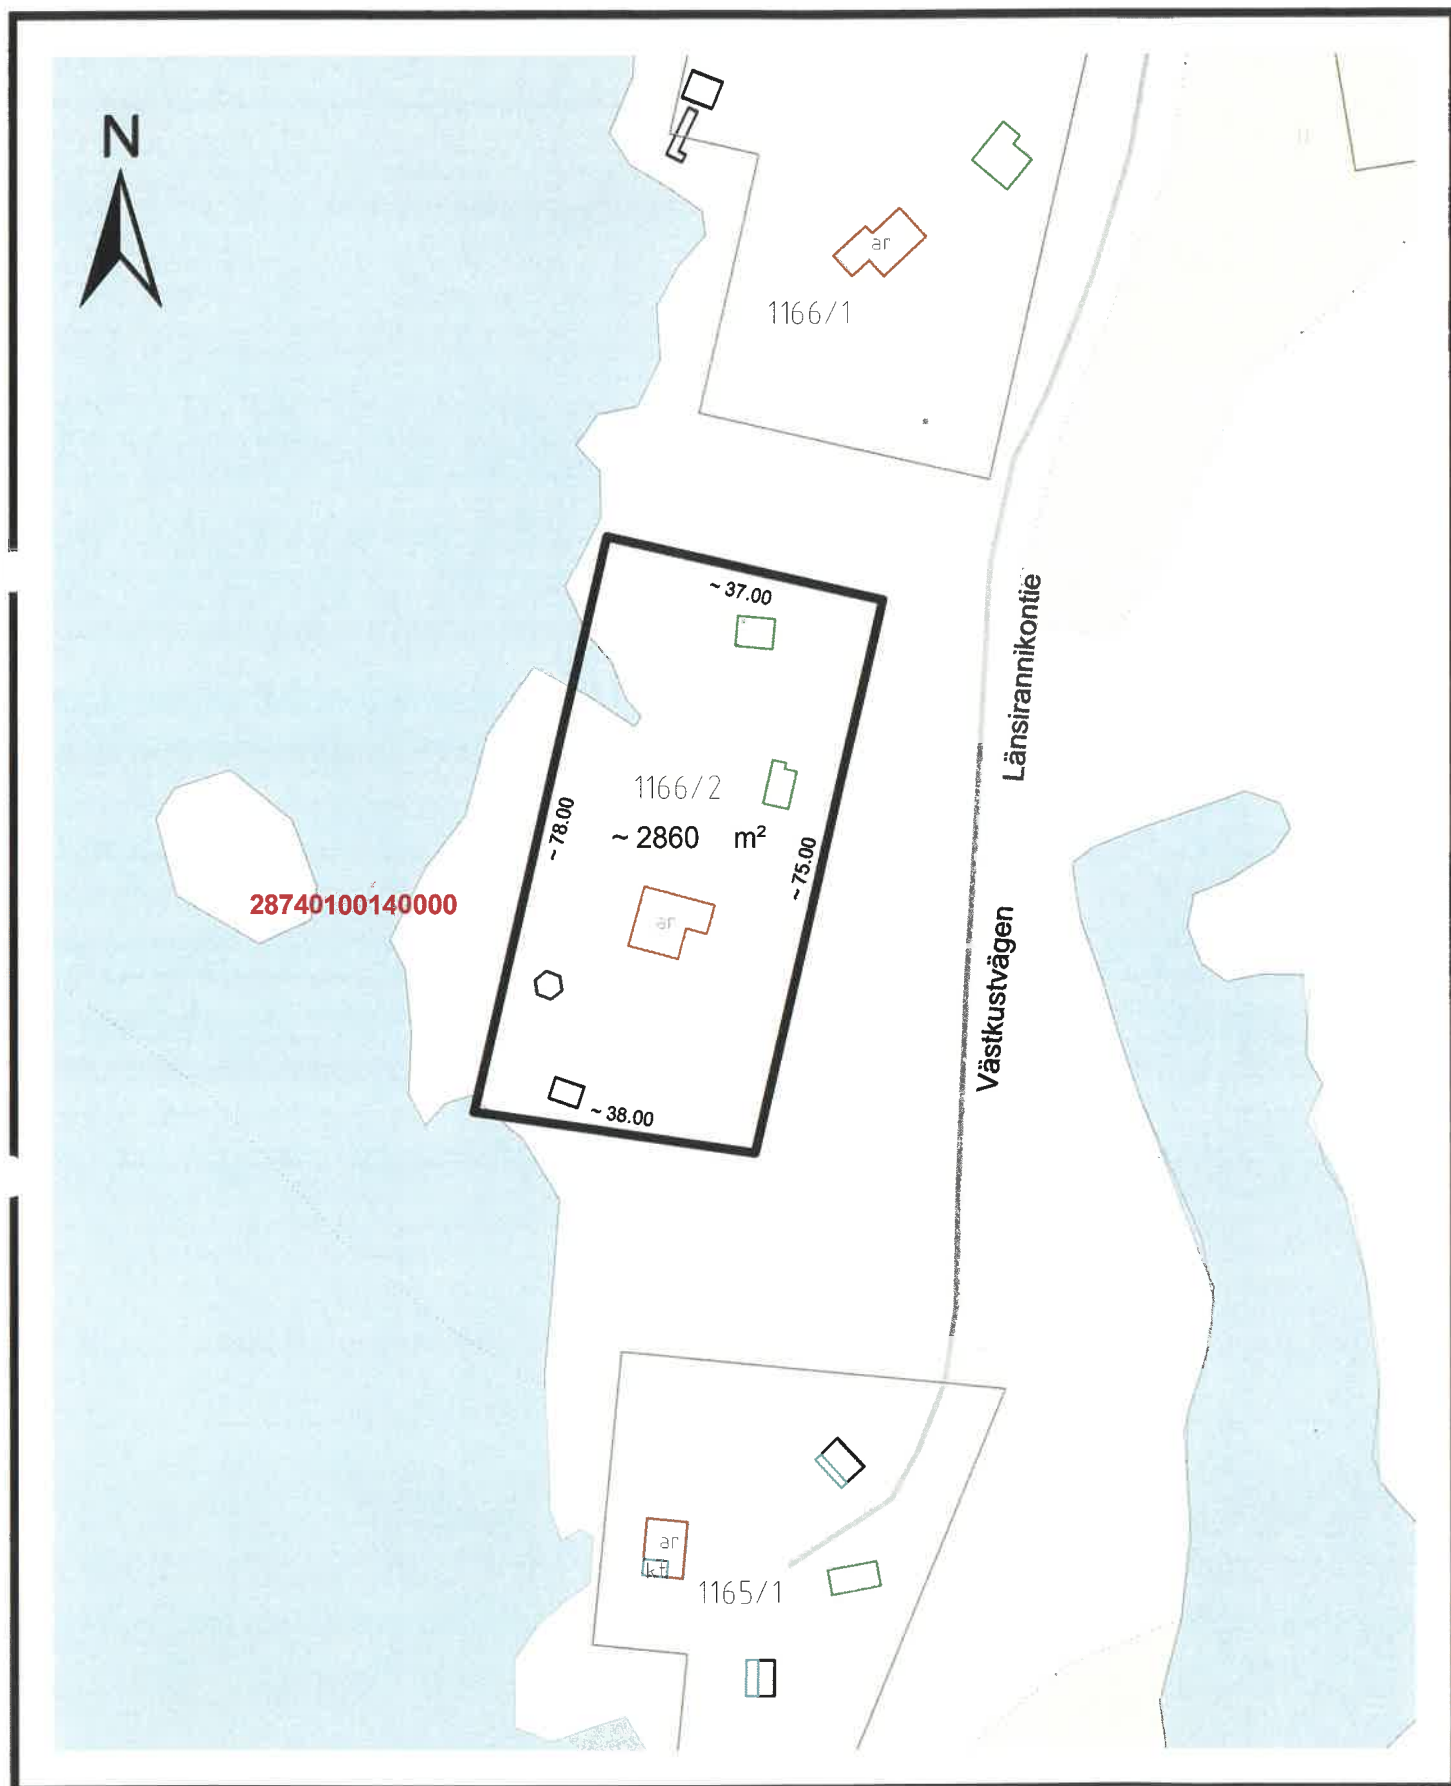 N
ar
1166/1
~ 37.00
Länsirannikontie
1166/2
~ 78.00
~ 2860 m²
~ 75.00
28740100140000
ar
Västkustvägen
~ 38.00
ar
kt
1165/1